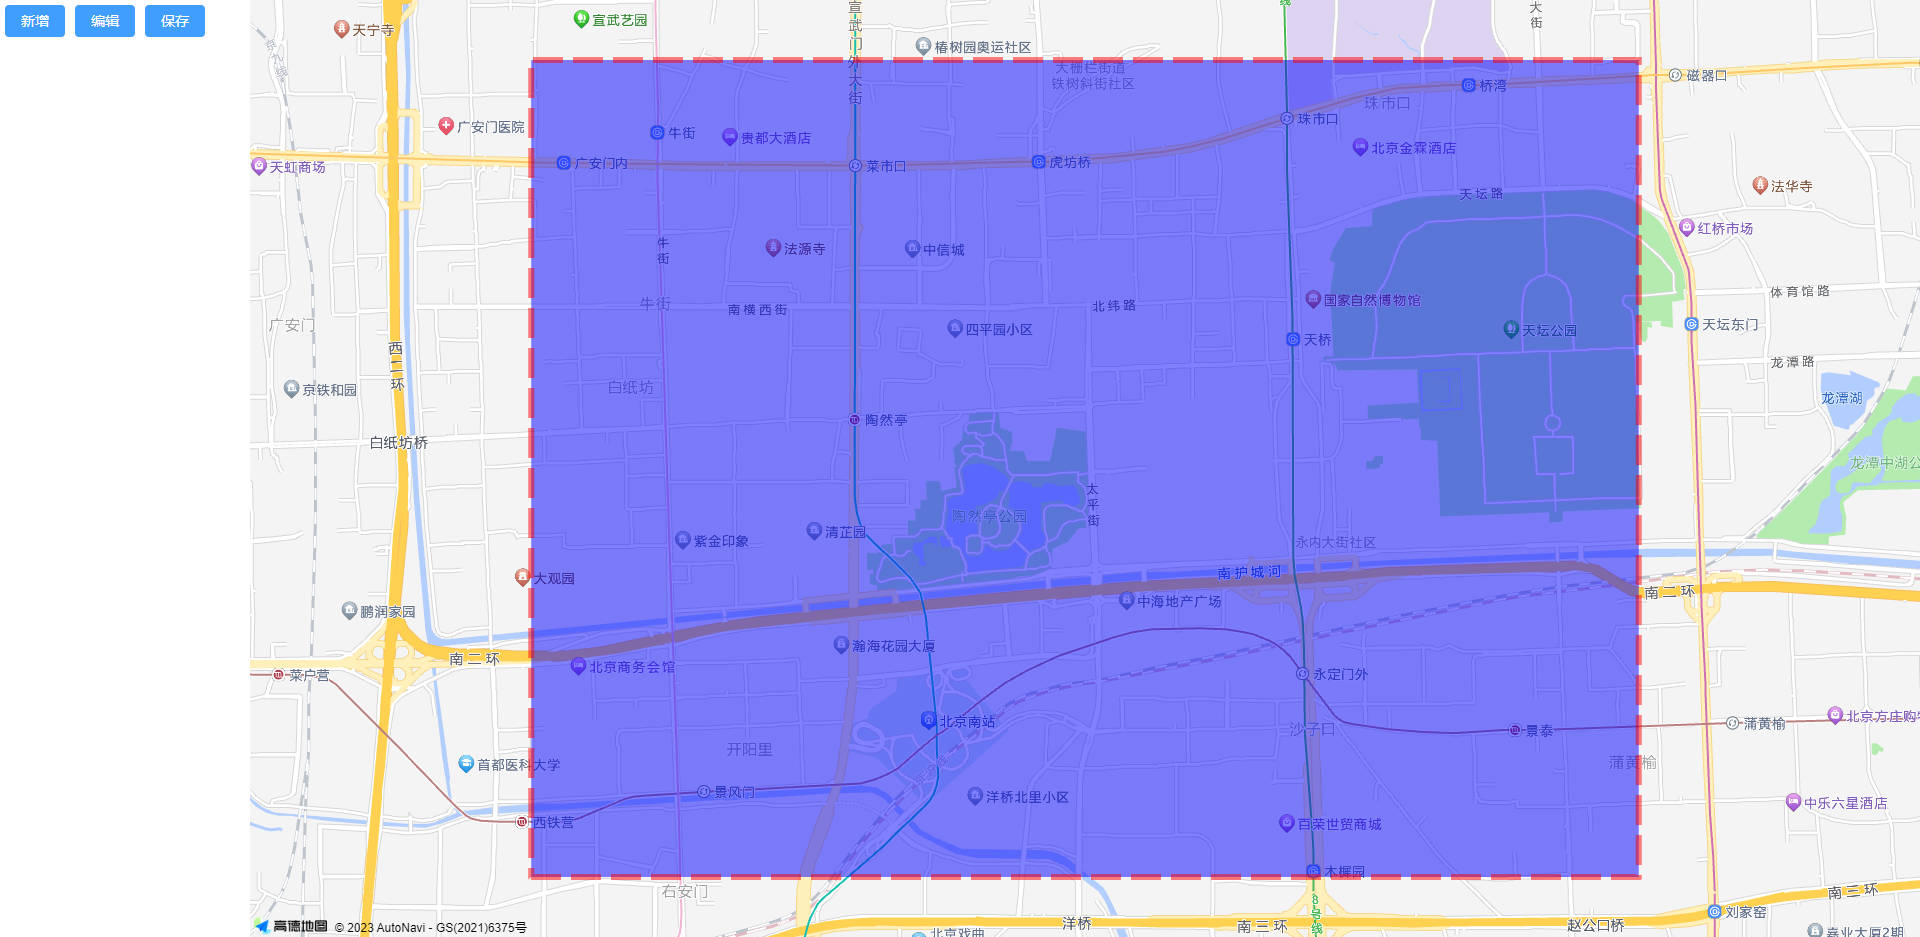 新增 编辑 保存
天宁寺
宣武艺园
宣武门外大街
椿树园奥运社区
大街
京九线
大栅栏街道
铁树斜街社区
磁器口
桥湾
珠市口
珠市口
广安门医院
牛街
贵都大酒店
广安门内
菜市口
虎坊桥
北京金霖酒店
天虹商场
法华寺
天坛路
红桥市场
牛街
法源寺
中信城
牛街
南横西街
北纬路
国家自然博物馆
体育馆路
广安门
四平园小区
天桥
天坛公园
天坛东门
西二环
龙潭路
京铁和园
白纸坊
龙潭湖
陶然亭
白纸坊桥
龙潭中湖公
太平街
陶然亭公园
清芷园
紫金印象
永内大街社区
大观园
南护城河
南二环
中海地产广场
鹏润家园
瀚海花园大厦
南二环
北京商务会馆
菜户营
永定门外
北京南站
沙子口
景泰
蒲黄榆
北京方庄购
开阳里
首都医科大学
蒲黄榆
景风门
洋桥北里小区
中乐六星酒店
西铁营
百荣世贸商城
木樨园
右安门
8号线
南三环
刘家窑
高德地图 © 2023 AutoNavi - GS(2021)6375号
北京戏曲
洋桥
南三环
赵公口桥
嘉业大厦2期